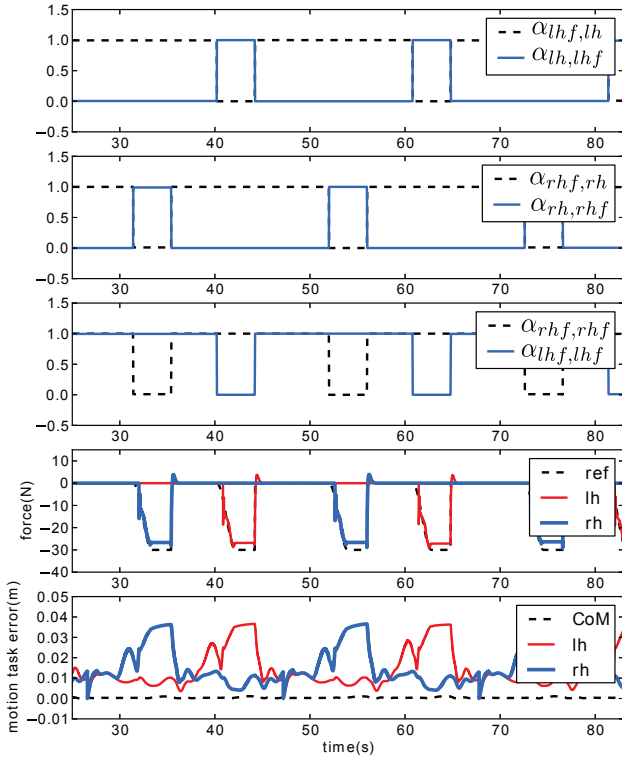 1.5
1.0
0.5
0.0
−0.5
α_{lhf,lh}
α_{lh,lhf}
30 40 50 60 70 80
1.5
1.0
0.5
0.0
−0.5
α_{rhf,rh}
α_{rh,rhf}
30 40 50 60 70 80
1.5
1.0
0.5
0.0
−0.5
α_{rhf,rhf}
α_{lhf,lhf}
30 40 50 60 70 80
force(N)
10
0
−10
−20
−30
−40
ref
lh
rh
30 40 50 60 70 80
motion task error(m)
0.05
0.04
0.03
0.02
0.01
0.00
−0.01
CoM
lh
rh
30 40 50 60 70 80
time(s)